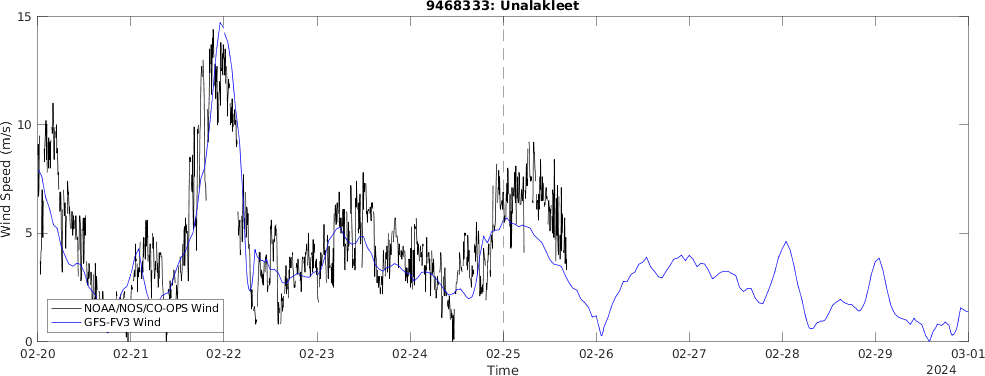 9468333: Unalakleet
15
10
5
0
Wind Speed (m/s)
NOAA/NOS/CO-OPS Wind
GFS-FV3 Wind
02-20 02-21 02-22 02-23 02-24 02-25 02-26 02-27 02-28 02-29 03-01
Time
2024